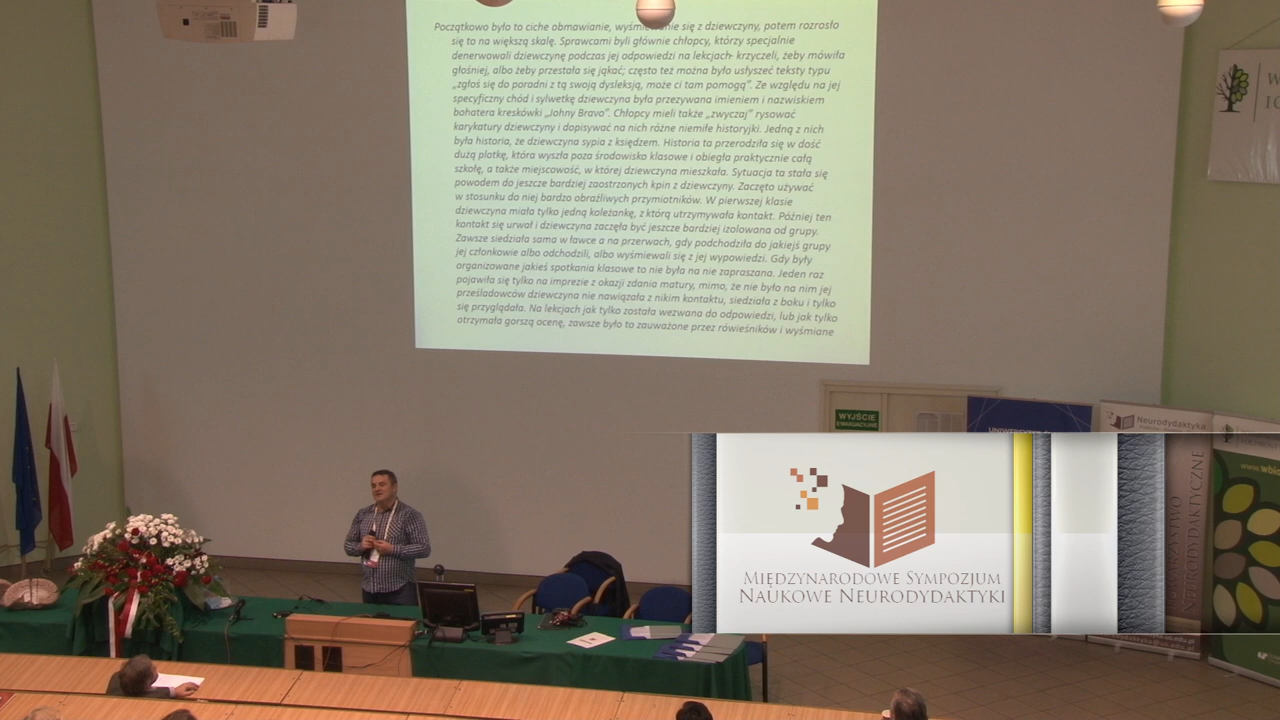 Początkowo było to ciche obmawianie, wyśmiewanie się z dziewczyny, potem rozrosło
się to na większą skalę. Sprawcami byli głównie chłopcy, którzy specjalnie
denerwowali dziewczynę podczas jej odpowiedzi na lekcjach- krzyczeli, żeby mówiła
głośniej, albo żeby przestała się jąkać; często też można było usłyszeć teksty typu
„zgłoś się do poradni z tą swoją dysleksją, może ci tam pomogą”. Ze względu na jej
specyficzny chód i sylwetkę dziewczyna była przezywana imieniem i nazwiskiem
bohatera kreskówki „Johny Bravo”. Chłopcy mieli także „zwyczaj” rysować
karykatury dziewczyny i dopisywać na nich różne niemiłe historyjki. Jedną z nich
była historia, że dziewczyna sypia z księdzem. Historia ta przerodziła się w dość
dużą plotkę, która wyszła poza środowisko klasowe i obiegła praktycznie całą
szkołę, a także miejscowość, w której dziewczyna mieszkała. Sytuacja ta stała się
powodem do jeszcze bardziej zaostrzonych kpin z dziewczyny. Zaczęto używać
w stosunku do niej bardzo obraźliwych przymiotników. W pierwszej klasie
dziewczyna miała tylko jedną koleżankę, z którą utrzymywała kontakt. Później ten
kontakt się urwał i dziewczyna zaczęła być jeszcze bardziej izolowana od grupy.
Zawsze siedziała sama w ławce a na przerwach, gdy podchodziła do jakiejś grupy
jej członkowie albo odchodzili, albo wyśmiewali się z jej wypowiedzi. Gdy były
organizowane jakieś spotkania klasowe to nie była na nie zapraszana. Jeden raz
pojawiła się tylko na imprezie z okazji zdania matury, mimo, że nie było na nim jej
prześladowców dziewczyna nie nawiązała z nikim kontaktu, siedziała z boku i tylko
się przyglądała. Na lekcjach jak tylko została wezwana do odpowiedzi, lub jak tylko
otrzymała gorszą ocenę, zawsze było to zauważone przez rówieśników i wyśmiane
WYJŚCIE
EWAKUACYJNE
Neurodydaktyka
MIĘDZYNARODOWE SYMPOZJUM
NAUKOWE NEURODYDAKTYKI
NEURODYDAKTYCZNE